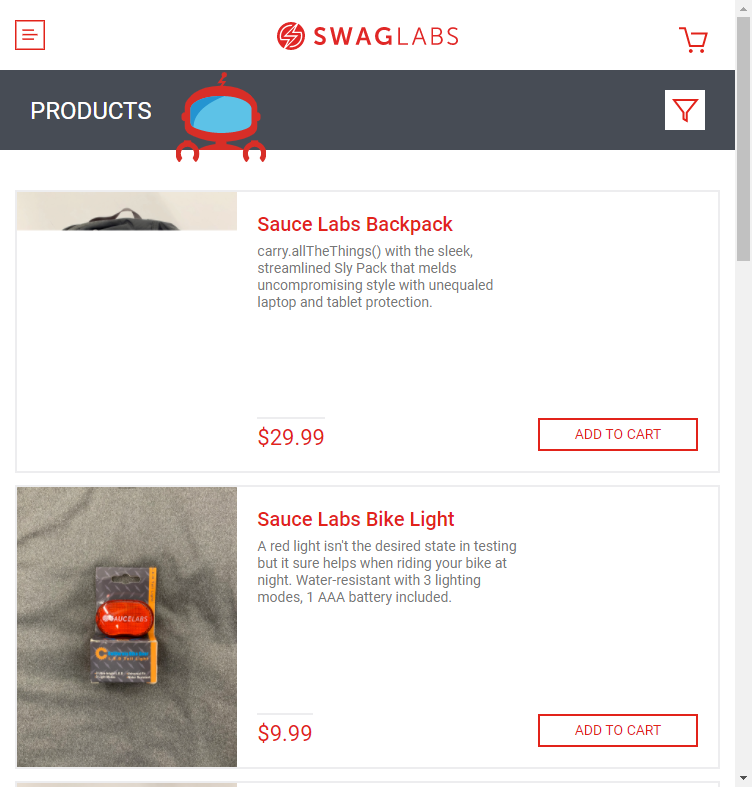 SWAGLABS
PRODUCTS
Sauce Labs Backpack
carry.allTheThings() with the sleek,
streamlined Sly Pack that melds
uncompromising style with unequaled
laptop and tablet protection.
$29.99
ADD TO CART
Sauce Labs Bike Light
A red light isn't the desired state in testing
but it sure helps when riding your bike at
night. Water-resistant with 3 lighting
modes, 1 AAA battery included.
AUCELABS
$9.99
ADD TO CART